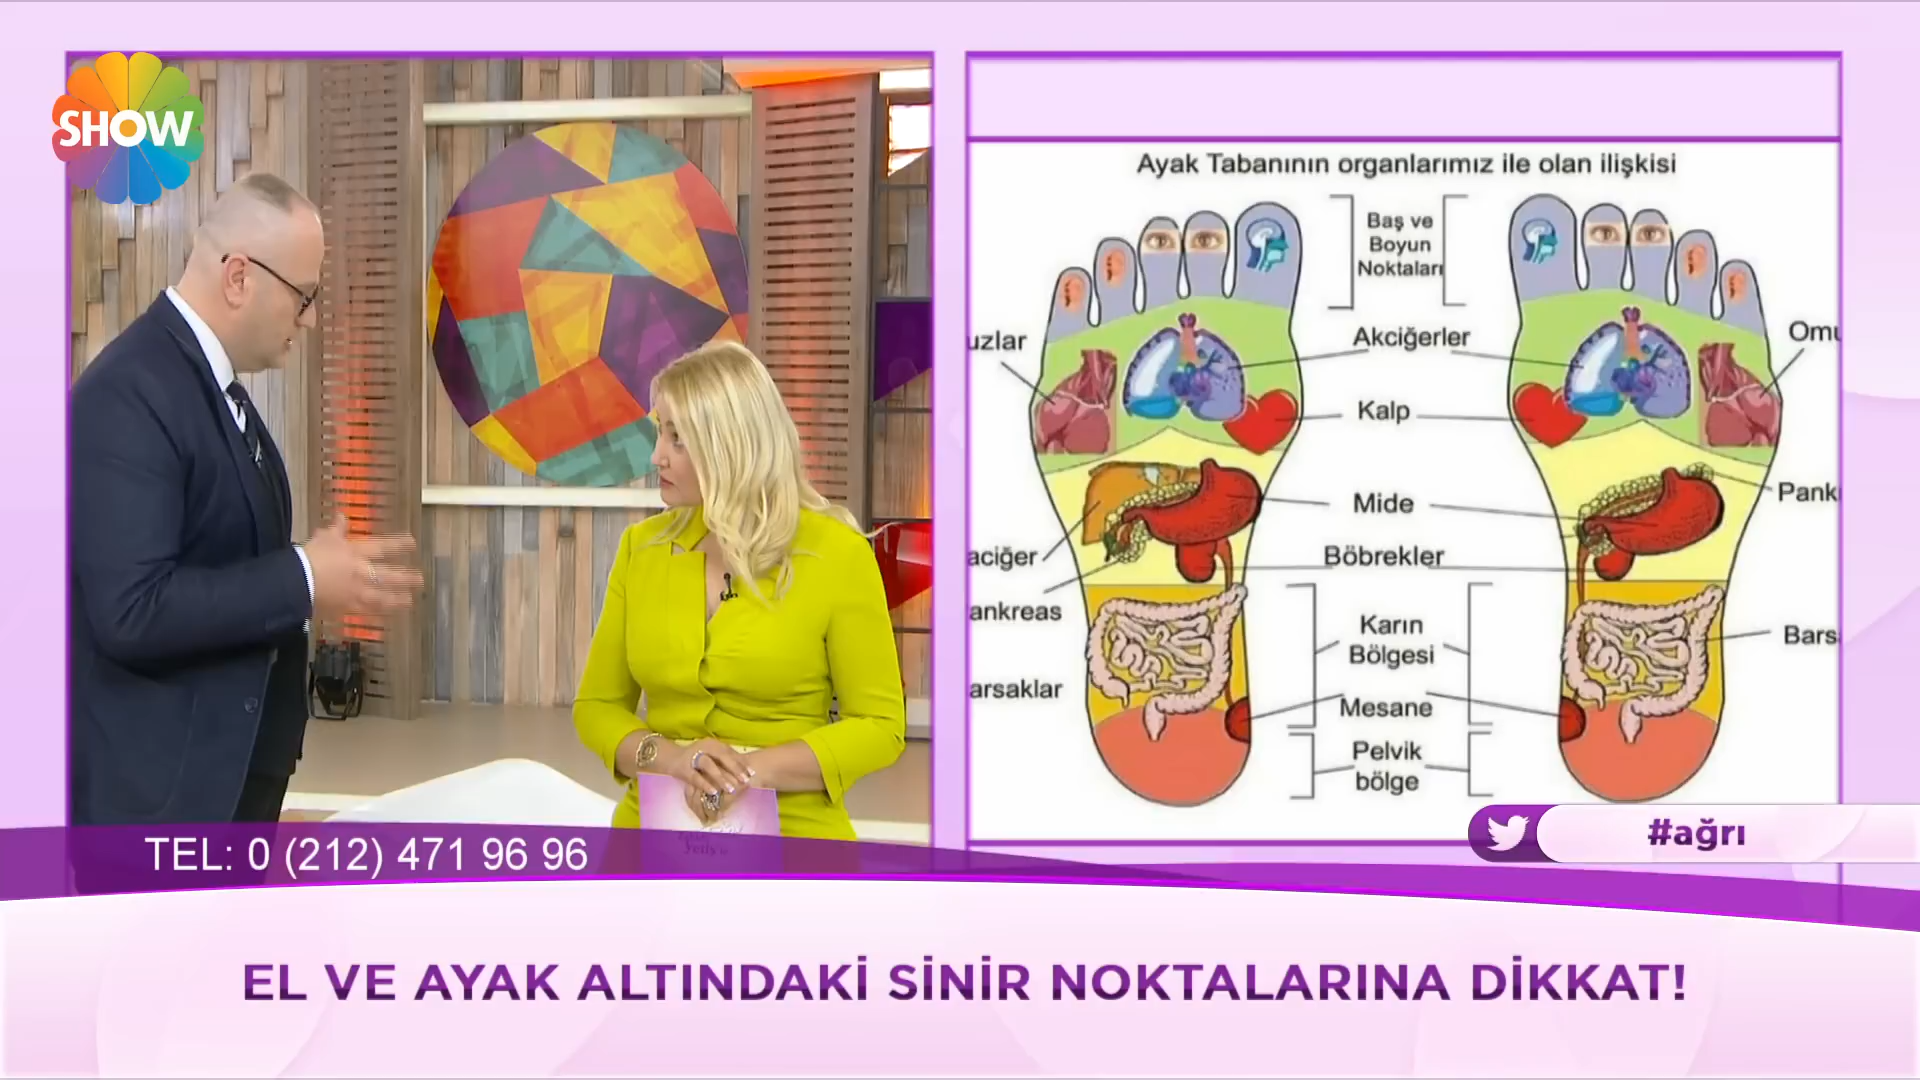 SHOW
Ayak Tabanının organlarımız ile olan ilişkisi
Baş ve
Boyun
Noktaları
uzlar
Akciğerler
Omu
Kalp
Mide
Pank
aciğer
Böbrekler
ankreas
Karın
Bölgesi
Bars
arsaklar
Mesane
Pelvik
bölge
#ağrı
TEL: 0 (212) 471 96 96
EL VE AYAK ALTINDAKİ SİNİR NOKTALARINA DİKKAT!